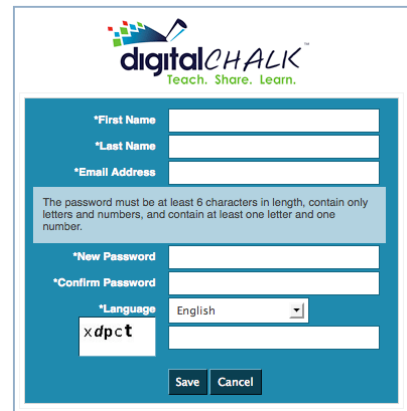 digitalCHALK™
Teach. Share. Learn.
*First Name
*Last Name
*Email Address
The password must be at least 6 characters in length, contain only
letters and numbers, and contain at least one letter and one
number.
*New Password
*Confirm Password
*Language English
xdpct
Save Cancel